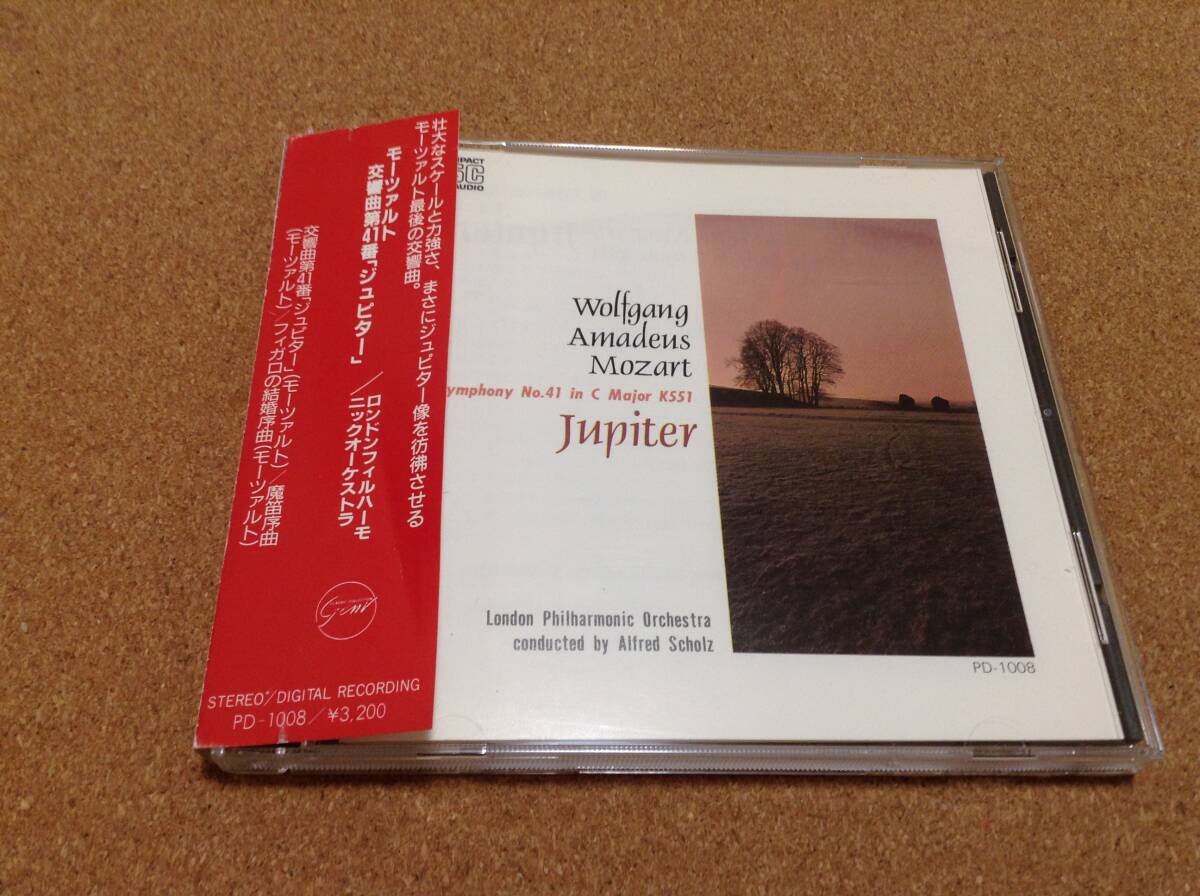 壮大なスケールと力強さ、まさにジュピター像を彷彿させる
モーツァルト最後の交響曲。
モーツァルト
交響曲第41番「ジュピター」
／ロンドンフィルハーモ
／ニックオーケストラ
交響曲第41番「ジュピター」(モーツァルト)／魔笛序曲
(モーツァルト)／フィガロの結婚序曲(モーツァルト)
STEREO/DIGITAL RECORDING
PD-1008/¥3,200
Wolfgang
Amadeus
Mozart
ymphony No.41 in C Major K551
Jupiter
London Philharmonic Orchestra
conducted by Alfred Scholz
PD-1008